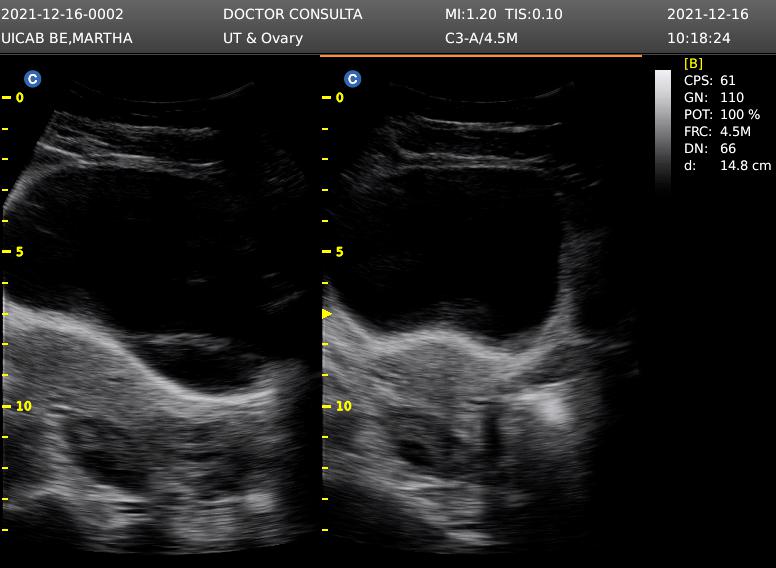 2021-12-16-0002 DOCTOR CONSULTA MI:1.20 TIS:0.10 2021-12-16
UICAB BE,MARTHA UT & Ovary C3-A/4.5M 10:18:24
C C [B]
0 0 CPS: 61
GN: 110
POT: 100 %
FRC: 4.5M
DN: 66
d: 14.8 cm
5 5
10 10